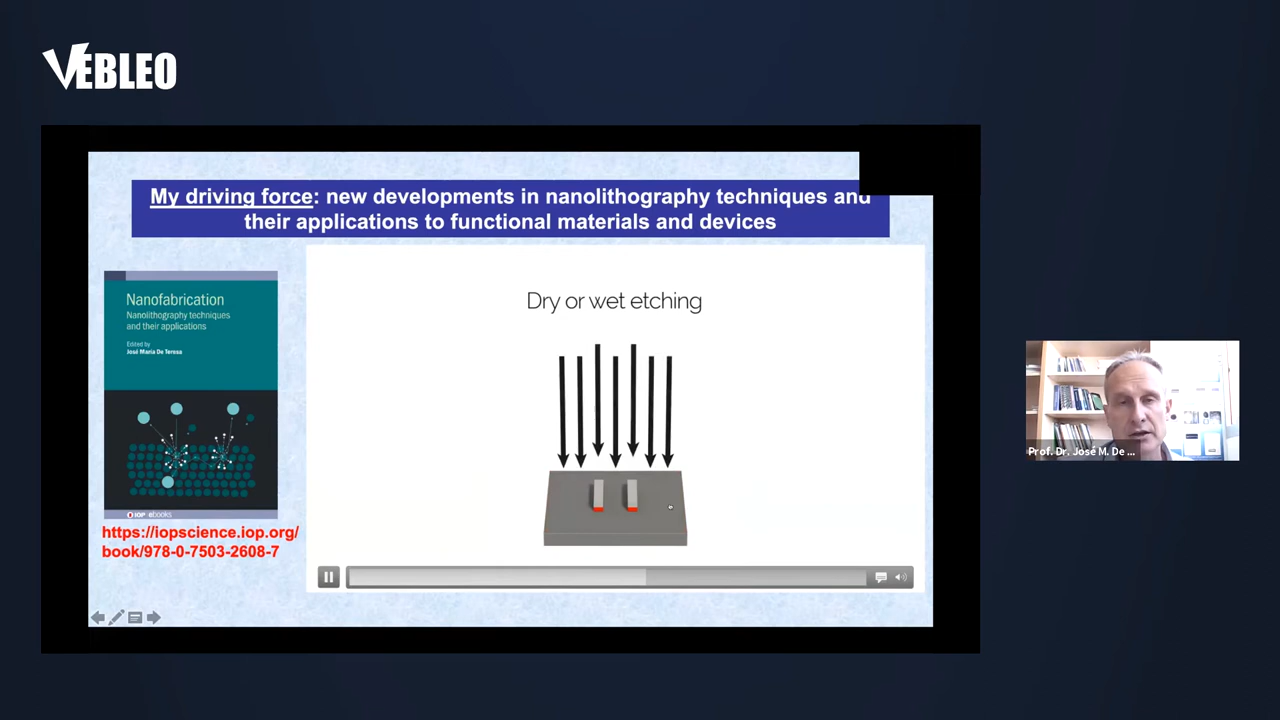 VEBLEO
My driving force: new developments in nanolithography techniques and
their applications to functional materials and devices
Nanofabrication
Nanolithography techniques
and their applications
Edited by
José María De Teresa
IOP ebooks
https://iopscience.iop.org/
book/978-0-7503-2608-7
Dry or wet etching
Prof. Dr. José M. De ...